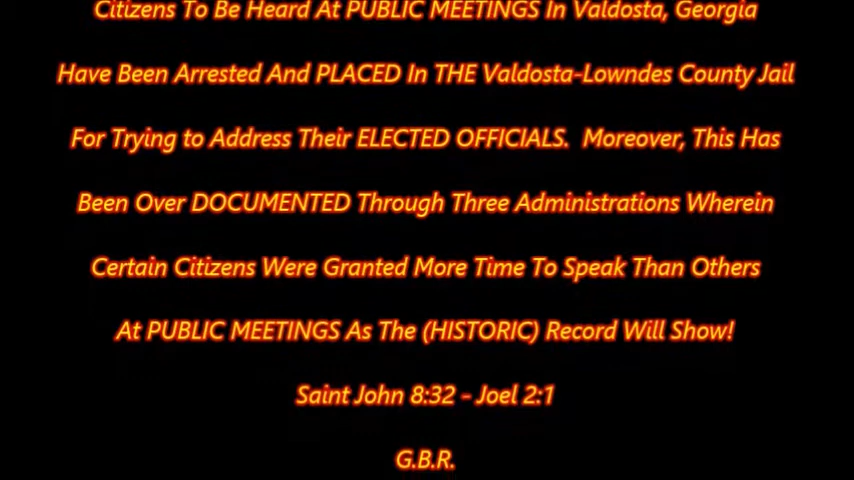 Citizens To Be Heard At PUBLIC MEETINGS In Valdosta, Georgia
Have Been Arrested And PLACED In THE Valdosta-Lowndes County Jail
For Trying to Address Their ELECTED OFFICIALS.  Moreover, This Has
Been Over DOCUMENTED Through Three Administrations Wherein
Certain Citizens Were Granted More Time To Speak Than Others
At PUBLIC MEETINGS As The (HISTORIC) Record Will Show!
Saint John 8:32 - Joel 2:1
G.B.R.